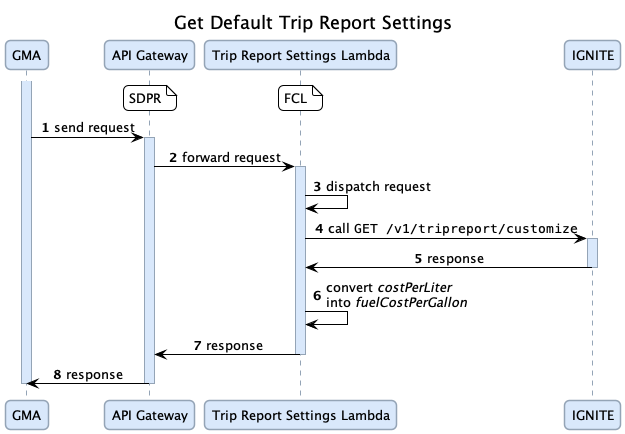 Get Default Trip Report Settings
GMA
API Gateway
Trip Report Settings Lambda
IGNITE
SDPR
FCL
1 send request
2 forward request
3 dispatch request
4 call GET /v1/tripreport/customize
5 response
6 convert costPerLiter
into fuelCostPerGallon
7 response
8 response
GMA
API Gateway
Trip Report Settings Lambda
IGNITE